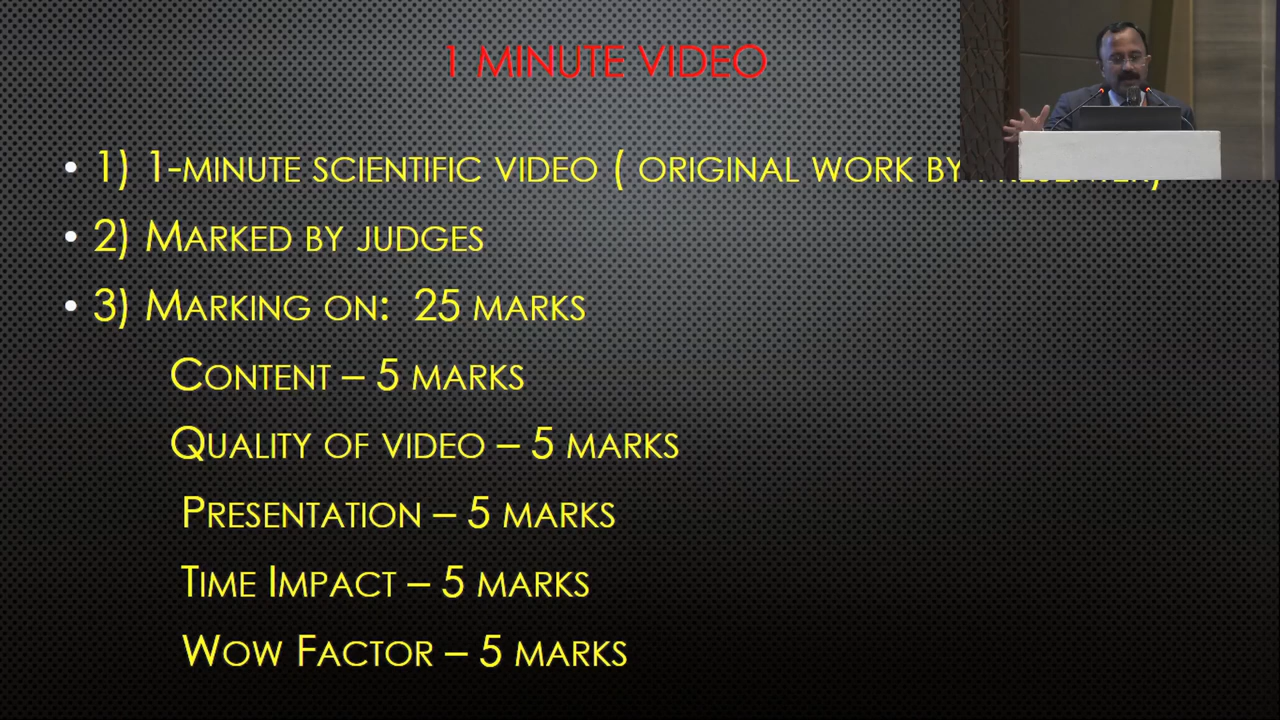 1 MINUTE VIDEO
• 1) 1-MINUTE SCIENTIFIC VIDEO ( ORIGINAL WORK BY
• 2) MARKED BY JUDGES
• 3) MARKING ON: 25 MARKS
CONTENT – 5 MARKS
QUALITY OF VIDEO – 5 MARKS
PRESENTATION – 5 MARKS
TIME IMPACT – 5 MARKS
WOW FACTOR – 5 MARKS